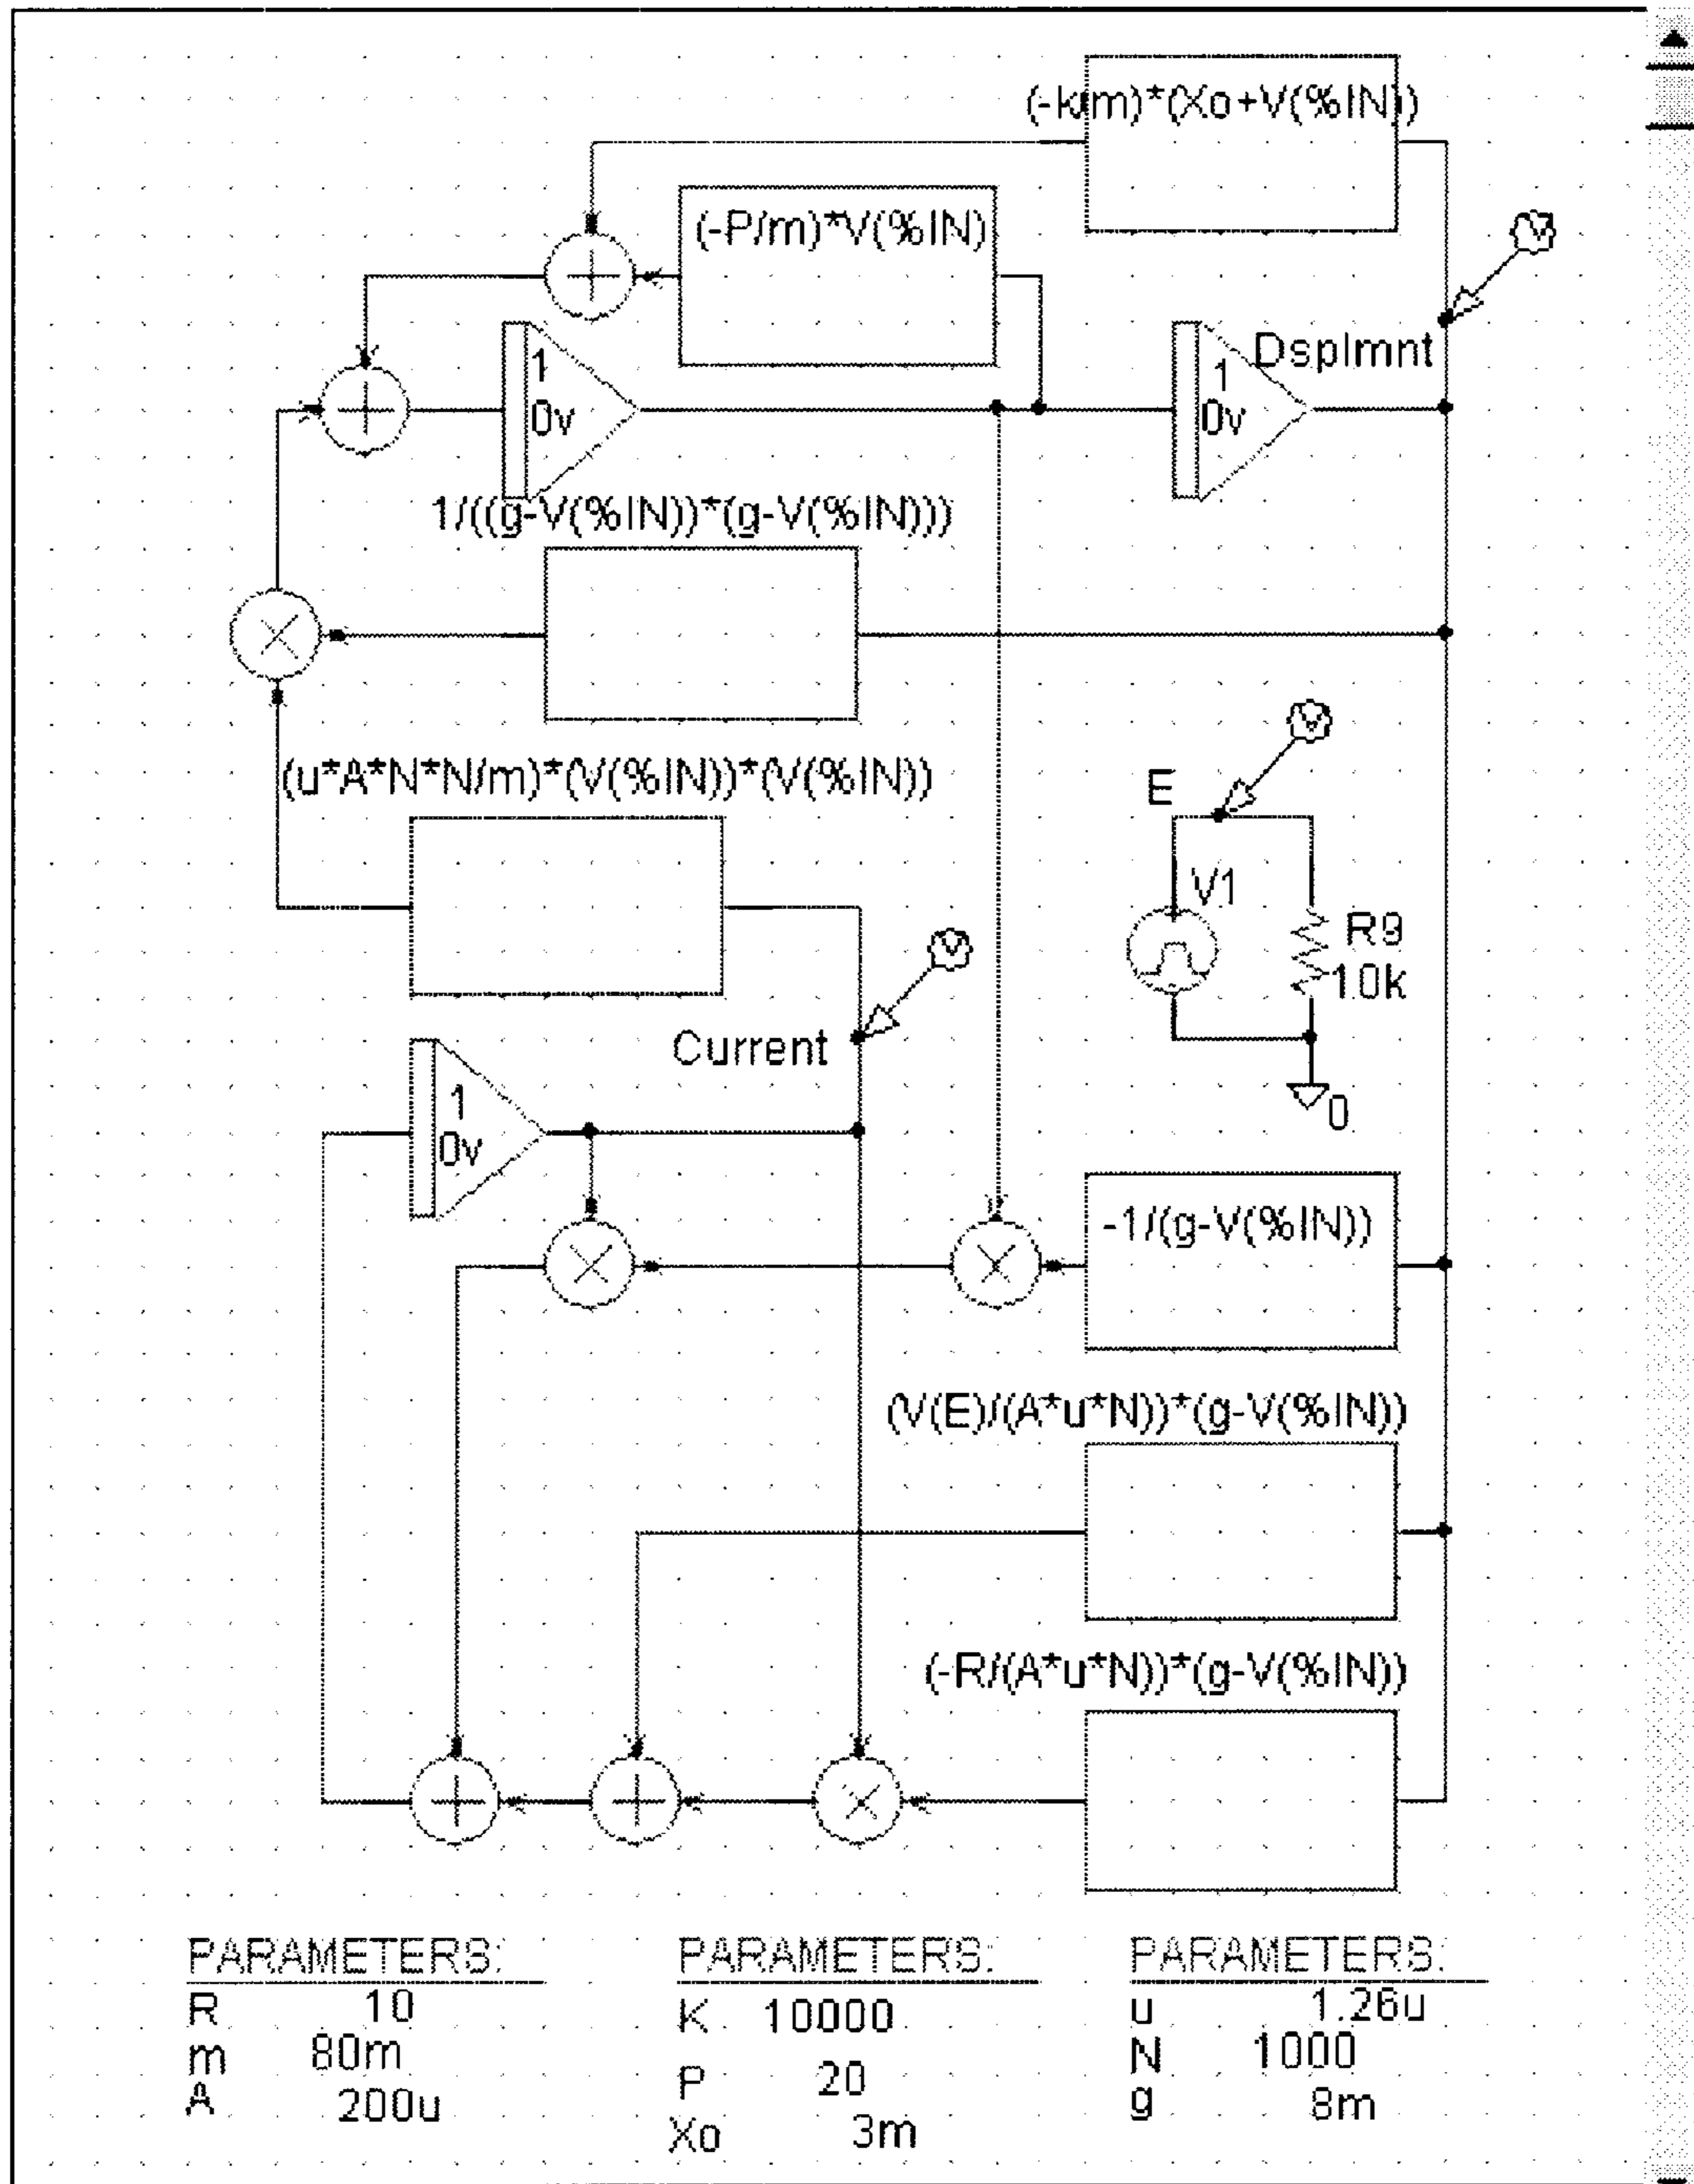 (-k/m)*(Xo+V(%IN))
(-P/m)*V(%IN)
V
1
0v
Dsplmnt
1
0v
1/((g-V(%IN))*(g-V(%IN)))
V
(u*A*N*N/m)*(V(%IN))*(V(%IN))
E
V1
R9
10k
V
Current
0
1
0v
-1/(g-V(%IN))
(V(E)/(A*u*N))*(g-V(%IN))
(-R/(A*u*N))*(g-V(%IN))
PARAMETERS:
R 10
m 80m
A 200u
PARAMETERS:
K 10000
P 20
Xo 3m
PARAMETERS:
u 1.26u
N 1000
g 8m